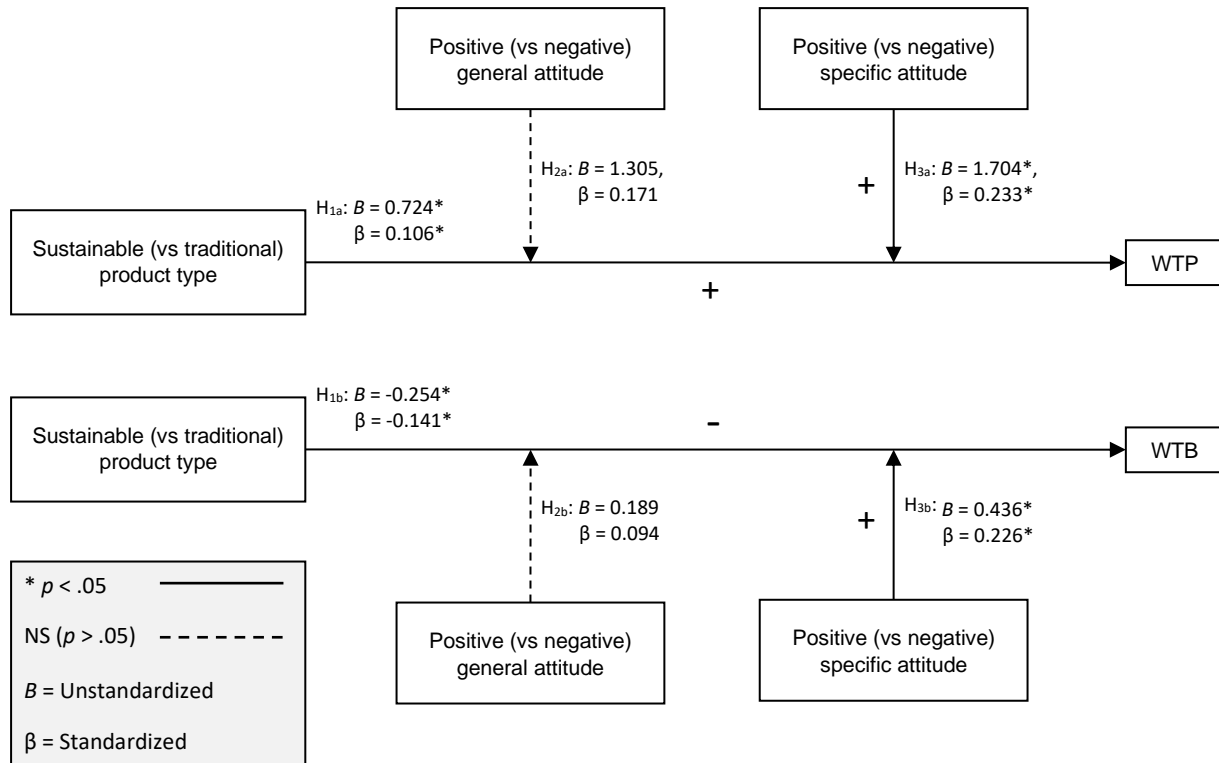 Positive (vs negative)
general attitude
Positive (vs negative)
specific attitude
H2a: B = 1.305,
β = 0.171
+
H3a: B = 1.704*,
β = 0.233*
H1a: B = 0.724*
β = 0.106*
Sustainable (vs traditional)
product type
+
WTP
H1b: B = -0.254*
β = -0.141*
Sustainable (vs traditional)
product type
-
WTB
H2b: B = 0.189
β = 0.094
+
H3b: B = 0.436*
β = 0.226*
Positive (vs negative)
general attitude
Positive (vs negative)
specific attitude
* p < .05
NS (p > .05)
B = Unstandardized
β = Standardized